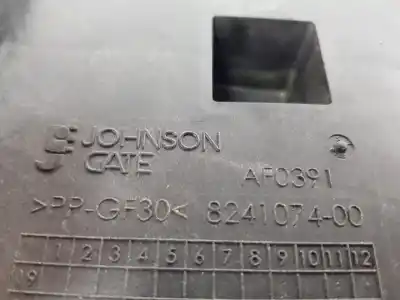 JOHNSON
GATE
AF0391
>PP-GF30< 8241074-00
1 2 3 4 5 6 7 8 9 10 11 12
19